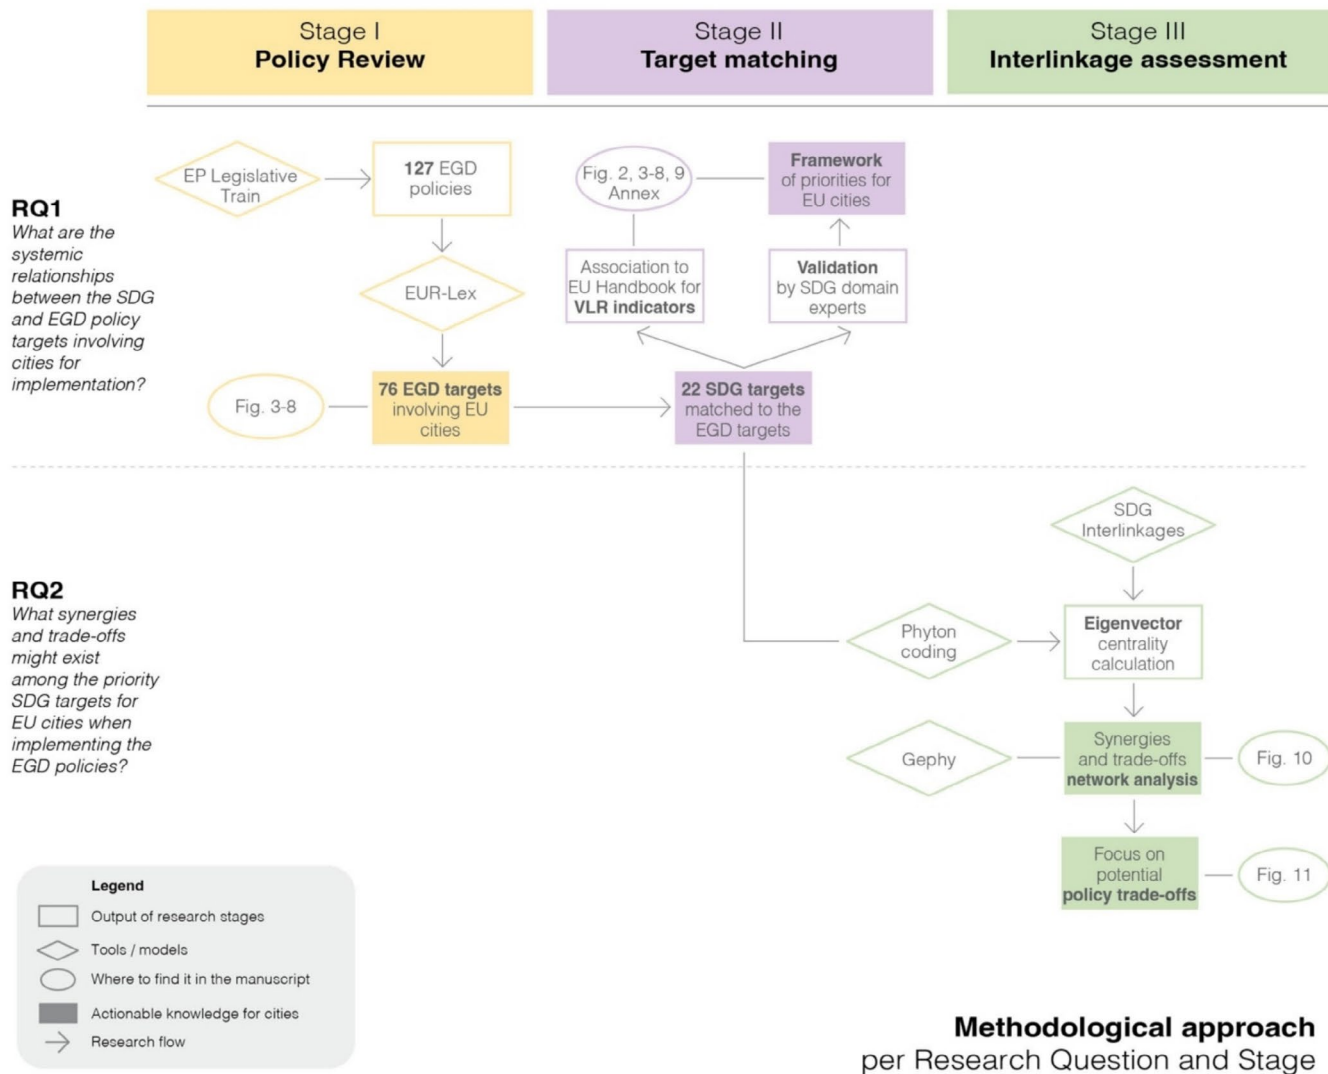 Stage I
Policy Review
Stage II
Target matching
Stage III
Interlinkage assessment
RQ1
What are the
systemic
relationships
between the SDG
and EGD policy
targets involving
cities for
implementation?
EP Legislative
Train
127 EGD
policies
EUR-Lex
Fig. 3-8
76 EGD targets
involving EU
cities
Fig. 2, 3-8, 9
Annex
Framework
of priorities for
EU cities
Association to
EU Handbook for
VLR indicators
Validation
by SDG domain
experts
22 SDG targets
matched to the
EGD targets
RQ2
What synergies
and trade-offs
might exist
among the priority
SDG targets for
EU cities when
implementing the
EGD policies?
SDG
Interlinkages
Phyton
coding
Eigenvector
centrality
calculation
Gephy
Synergies
and trade-offs
network analysis
Fig. 10
Focus on
potential
policy trade-offs
Fig. 11
Legend
Output of research stages
Tools / models
Where to find it in the manuscript
Actionable knowledge for cities
Research flow
Methodological approach
per Research Question and Stage